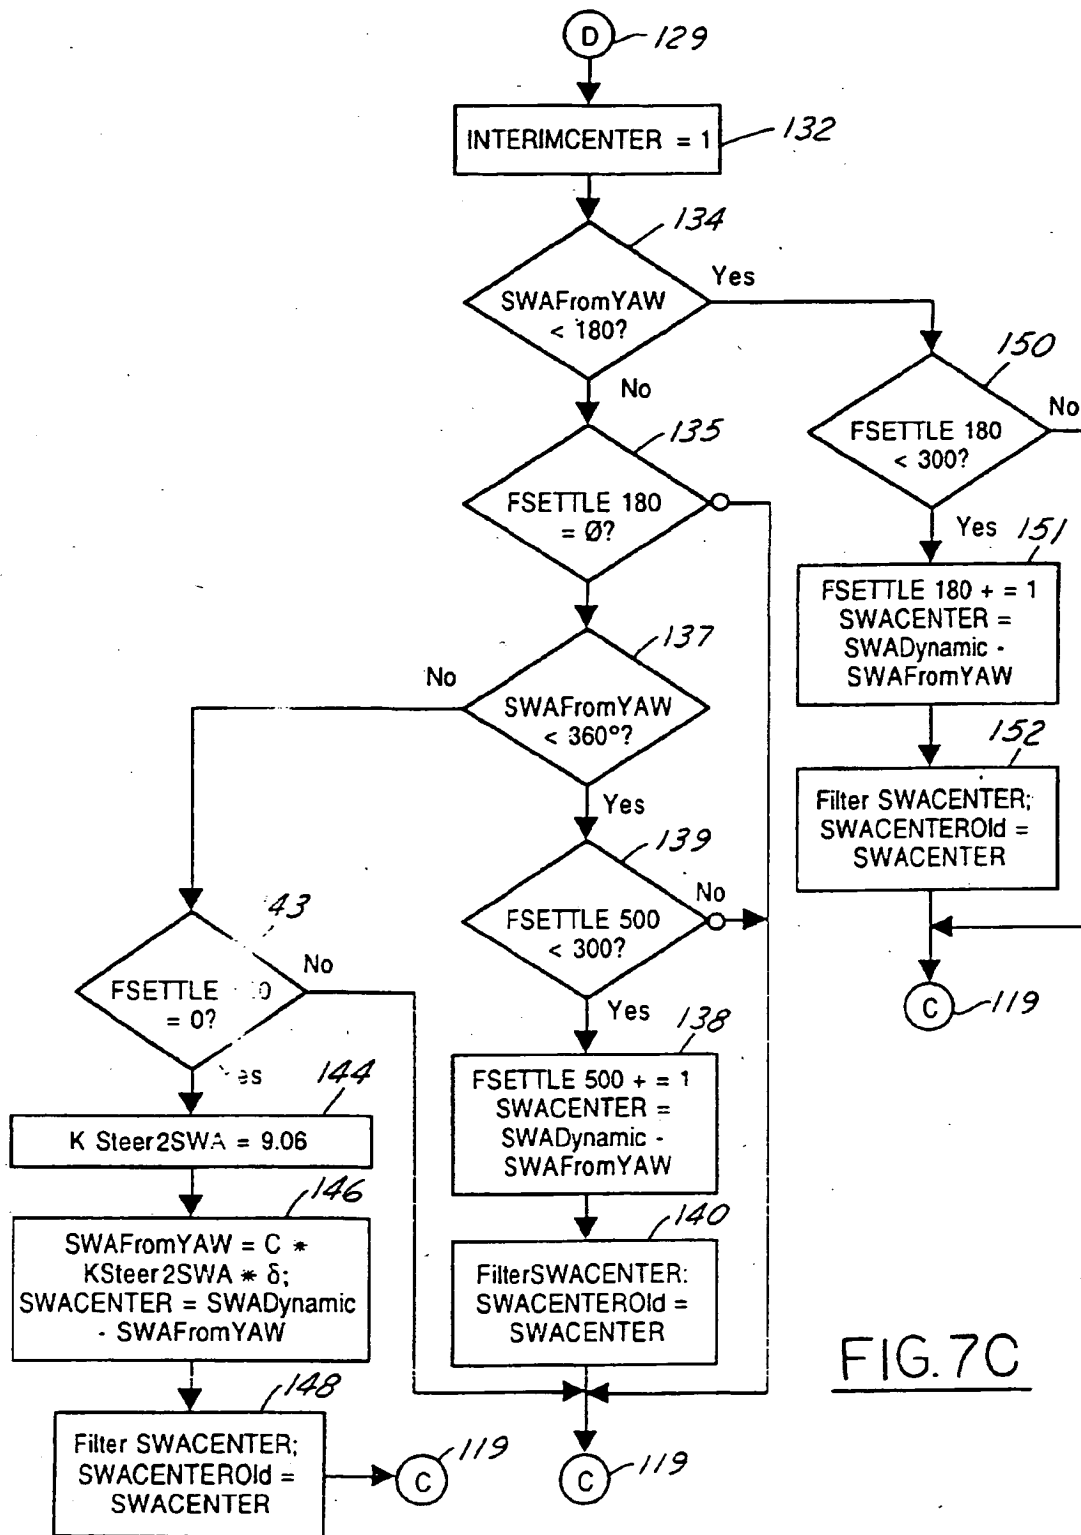 D
129
INTERIMCENTER = 1
132
134
SWAFromYAW
< 180?
Yes
No
150
FSETTLE 180
< 300?
No
Yes
135
FSETTLE 180
= Ø?
151
FSETTLE 180 + = 1
SWACENTER =
SWADynamic -
SWAFromYAW
137
SWAFromYAW
< 360°?
No
Yes
152
Filter SWACENTER;
SWACENTEROld =
SWACENTER
C
119
139
FSETTLE 500
< 300?
No
Yes
43
FSETTLE
= 0?
No
es
138
FSETTLE 500 + = 1
SWACENTER =
SWADynamic -
SWAFromYAW
144
K Steer2SWA = 9.06
146
SWAFromYAW = C *
KSteer2SWA * δ;
SWACENTER = SWADynamic
- SWAFromYAW
140
FilterSWACENTER:
SWACENTEROld =
SWACENTER
148
Filter SWACENTER;
SWACENTEROld =
SWACENTER
C
119
C
119
FIG.7C